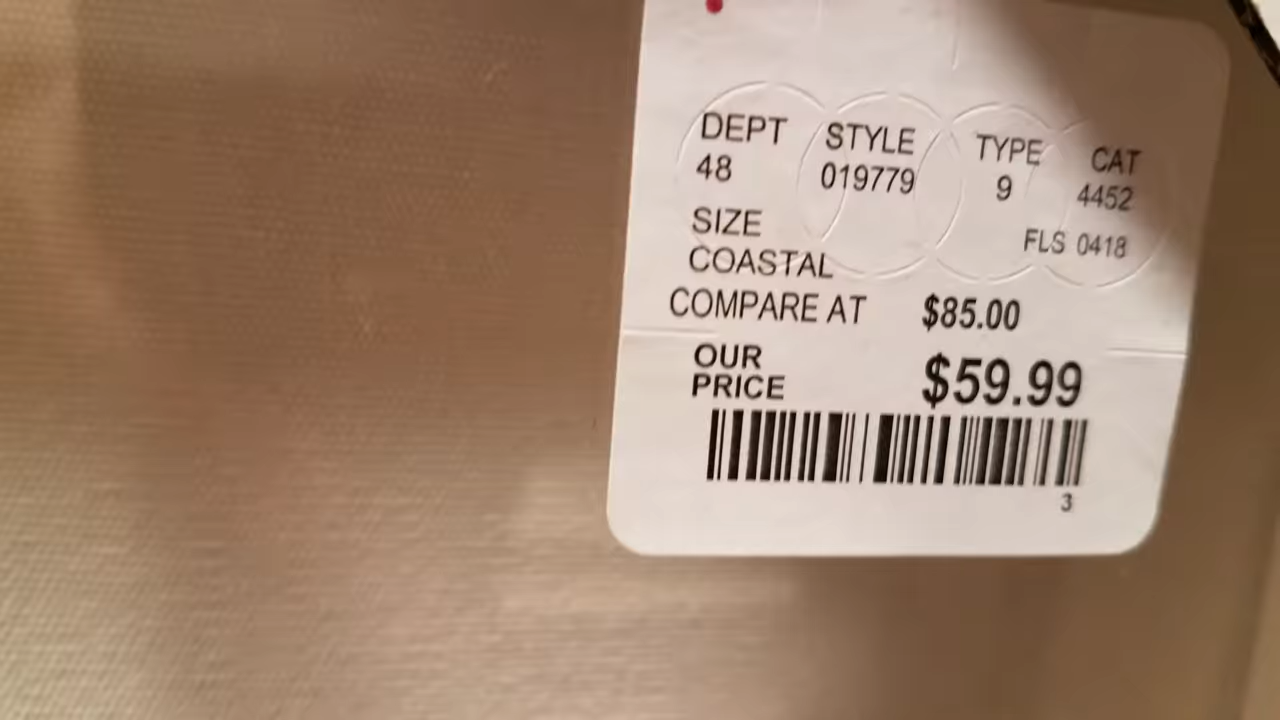 DEPT STYLE TYPE CAT
48 019779 9 4452
SIZE FLS 0418
COASTAL
COMPARE AT $85.00
OUR
PRICE $59.99
3